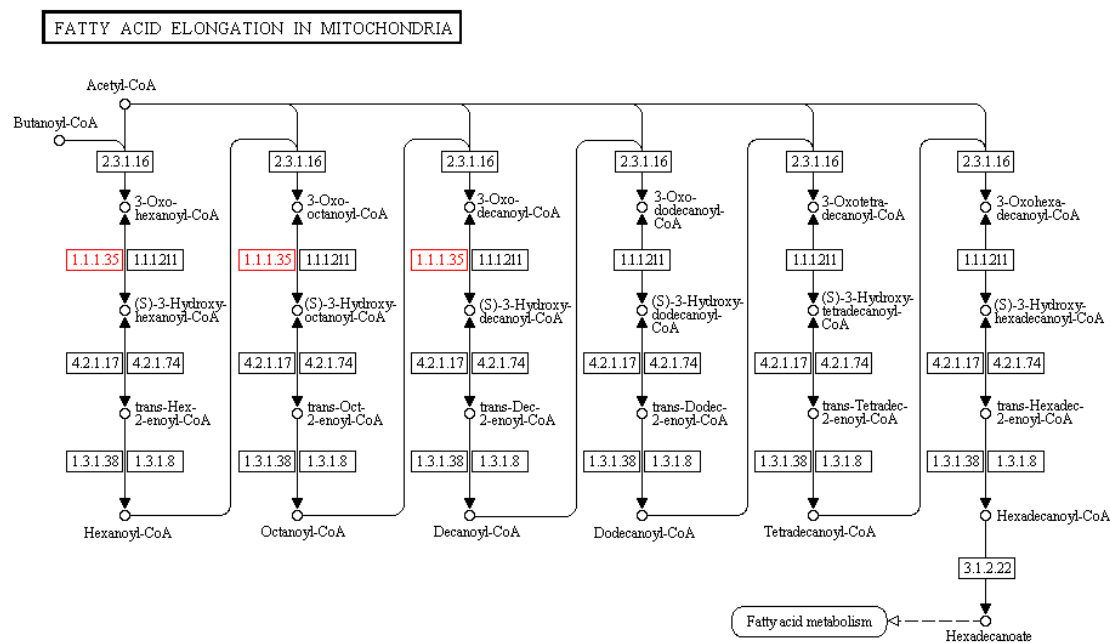 FATTY ACID ELONGATION IN MITOCHONDRIA
Acetyl-CoA
Butanoyl-CoA
2.3.1.16
2.3.1.16
2.3.1.16
2.3.1.16
2.3.1.16
2.3.1.16
3-Oxo-
hexanoyl-CoA
3-Oxo-
octanoyl-CoA
3-Oxo-
decanoyl-CoA
3-Oxo-
dodecanoyl-
CoA
3-Oxotetra-
decanoyl-CoA
3-Oxohexa-
decanoyl-CoA
1.1.1.35
1.1.1.211
1.1.1.35
1.1.1.211
1.1.1.35
1.1.1.211
1.1.1.211
1.1.1.211
1.1.1.211
(S)-3-Hydroxy-
hexanoyl-CoA
(S)-3-Hydroxy-
octanoyl-CoA
(S)-3-Hydroxy-
decanoyl-CoA
(S)-3-Hydroxy-
dodecanoyl-
CoA
(S)-3-Hydroxy-
tetradecanoyl-
CoA
(S)-3-Hydroxy-
hexadecanoyl-CoA
4.2.1.17
4.2.1.74
4.2.1.17
4.2.1.74
4.2.1.17
4.2.1.74
4.2.1.17
4.2.1.74
4.2.1.17
4.2.1.74
4.2.1.17
4.2.1.74
trans-Hex-
2-enoyl-CoA
trans-Oct-
2-enoyl-CoA
trans-Dec-
2-enoyl-CoA
trans-Dodec-
2-enoyl-CoA
trans-Tetradec-
2-enoyl-CoA
trans-Hexadec-
2-enoyl-CoA
1.3.1.38
1.3.1.8
1.3.1.38
1.3.1.8
1.3.1.38
1.3.1.8
1.3.1.38
1.3.1.8
1.3.1.38
1.3.1.8
1.3.1.38
1.3.1.8
Hexanoyl-CoA
Octanoyl-CoA
Decanoyl-CoA
Dodecanoyl-CoA
Tetradecanoyl-CoA
Hexadecanoyl-CoA
3.1.2.22
Fatty acid metabolism
Hexadecanoate